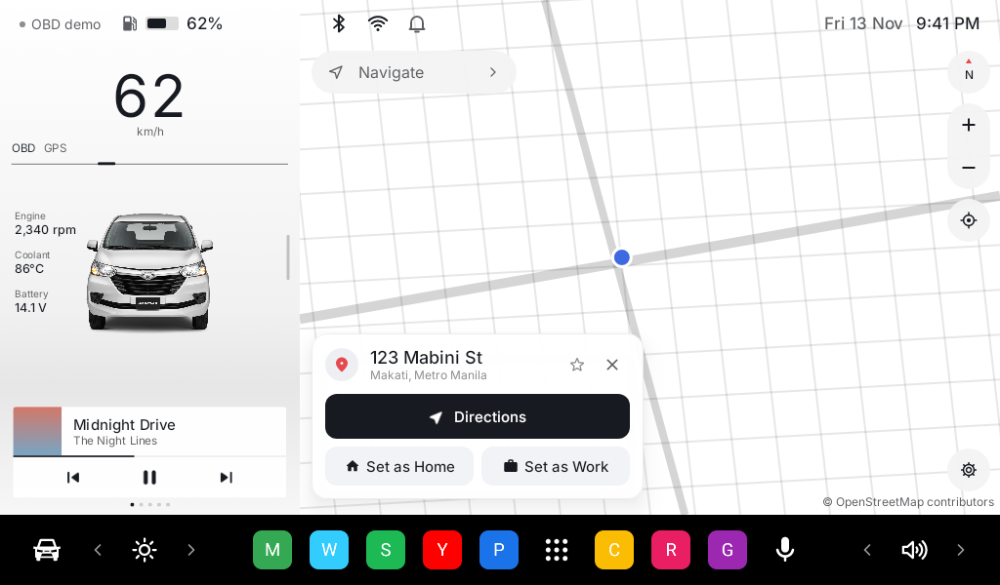 OBD demo
62%
62
km/h
OBD GPS
Engine
2,340 rpm
Coolant
86°C
Battery
14.1 V
Midnight Drive
The Night Lines
Fri 13 Nov 9:41 PM
Navigate
N
123 Mabini St
Makati, Metro Manila
Directions
Set as Home
Set as Work
© OpenStreetMap contributors
M W S Y P C R G